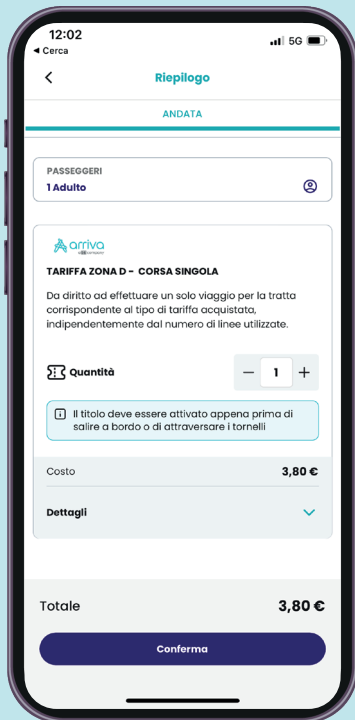 12:02
5G
◀ Cerca
Riepilogo
ANDATA
PASSEGGERI
1 Adulto
arriva
TARIFFA ZONA D - CORSA SINGOLA
Da diritto ad effettuare un solo viaggio per la tratta
corrispondente al tipo di tariffa acquistata,
indipendentemente dal numero di linee utilizzate.
Quantità
— 1 +
Il titolo deve essere attivato appena prima di
salire a bordo o di attraversare i tornelli
Costo 3,80 €
Dettagli
Totale 3,80 €
Conferma